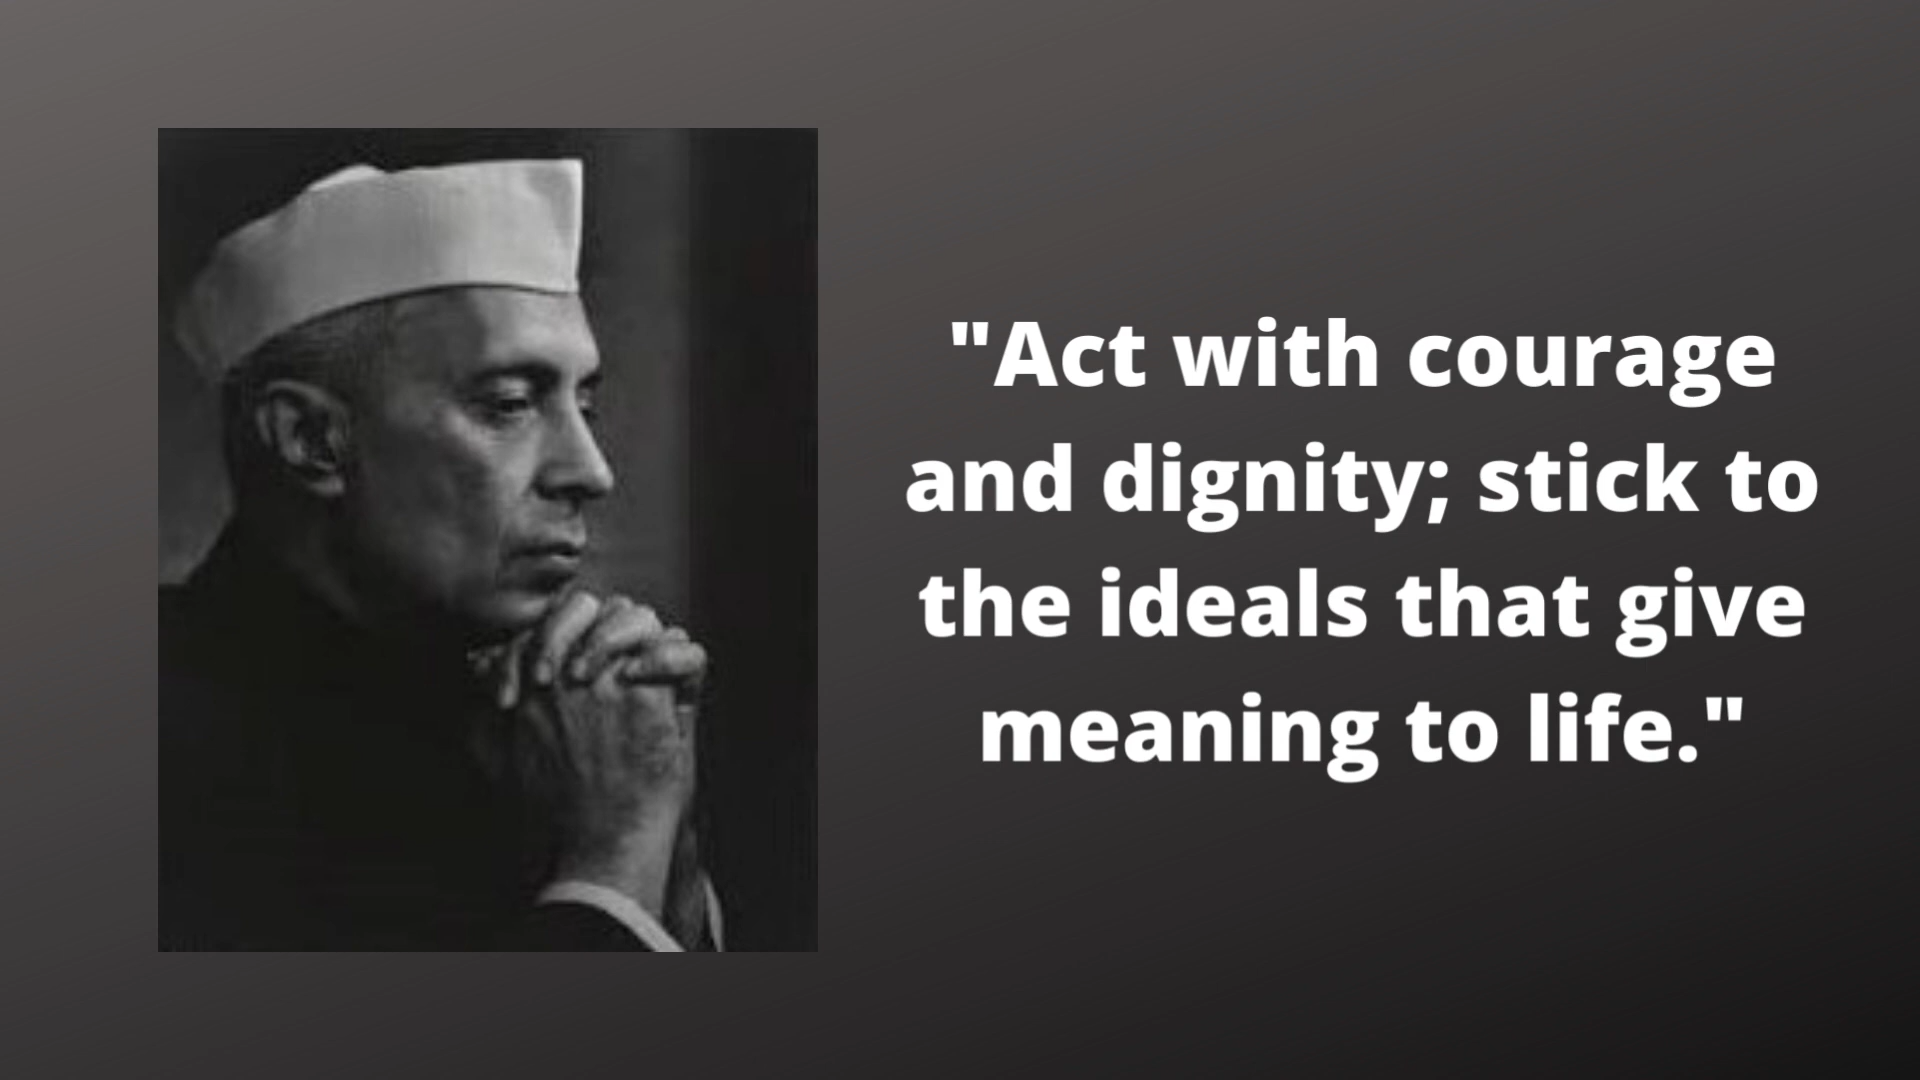 "Act with courage
and dignity; stick to
the ideals that give
meaning to life."